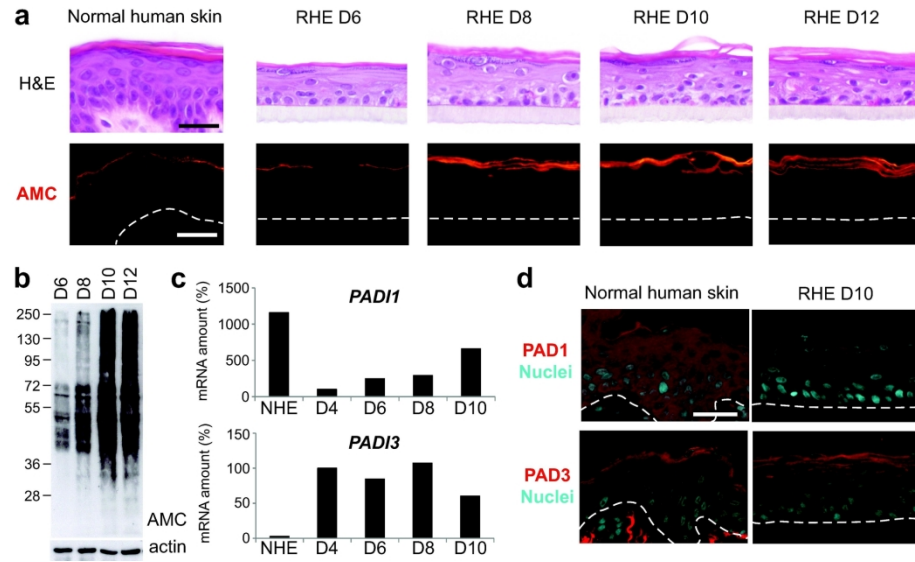 a
Normal human skin RHE D6 RHE D8 RHE D10 RHE D12
H&E
AMC
b
D6 D8 D10 D12
250
130
95
72
55
36
28
AMC
actin
c
PADI1
mRNA amount (%)
1500
1000
500
0
NHE D4 D6 D8 D10
PADI3
mRNA amount (%)
150
100
50
0
NHE D4 D6 D8 D10
d
Normal human skin RHE D10
PAD1
Nuclei
PAD3
Nuclei